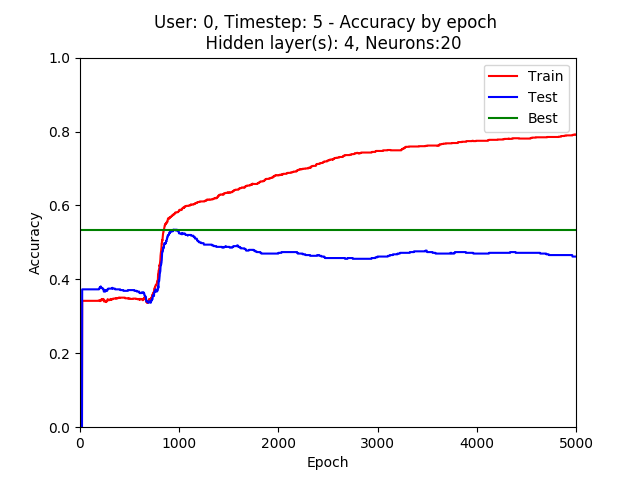 User: 0, Timestep: 5 - Accuracy by epoch
Hidden layer(s): 4, Neurons:20
1.0
0.8
0.6
0.4
0.2
0.0
Accuracy
Train
Test
Best
0 1000 2000 3000 4000 5000
Epoch